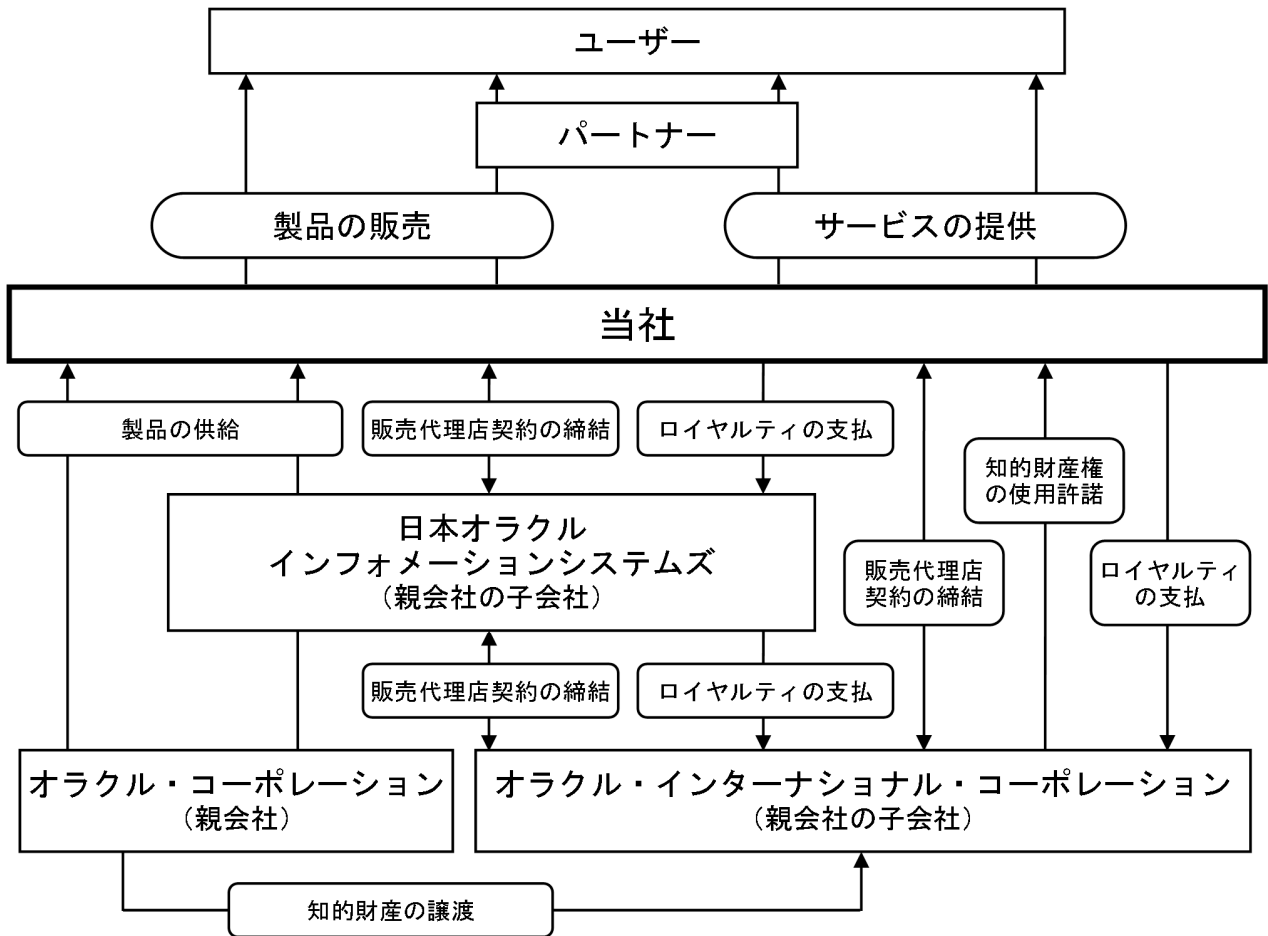 ユーザー
パートナー
製品の販売
サービスの提供
当社
製品の供給
販売代理店契約の締結
ロイヤルティの支払
知的財産権
の使用許諾
日本オラクル
インフォメーションシステムズ
（親会社の子会社）
販売代理店
契約の締結
ロイヤルティ
の支払
販売代理店契約の締結
ロイヤルティの支払
オラクル・コーポレーション
（親会社）
オラクル・インターナショナル・コーポレーション
（親会社の子会社）
知的財産の譲渡